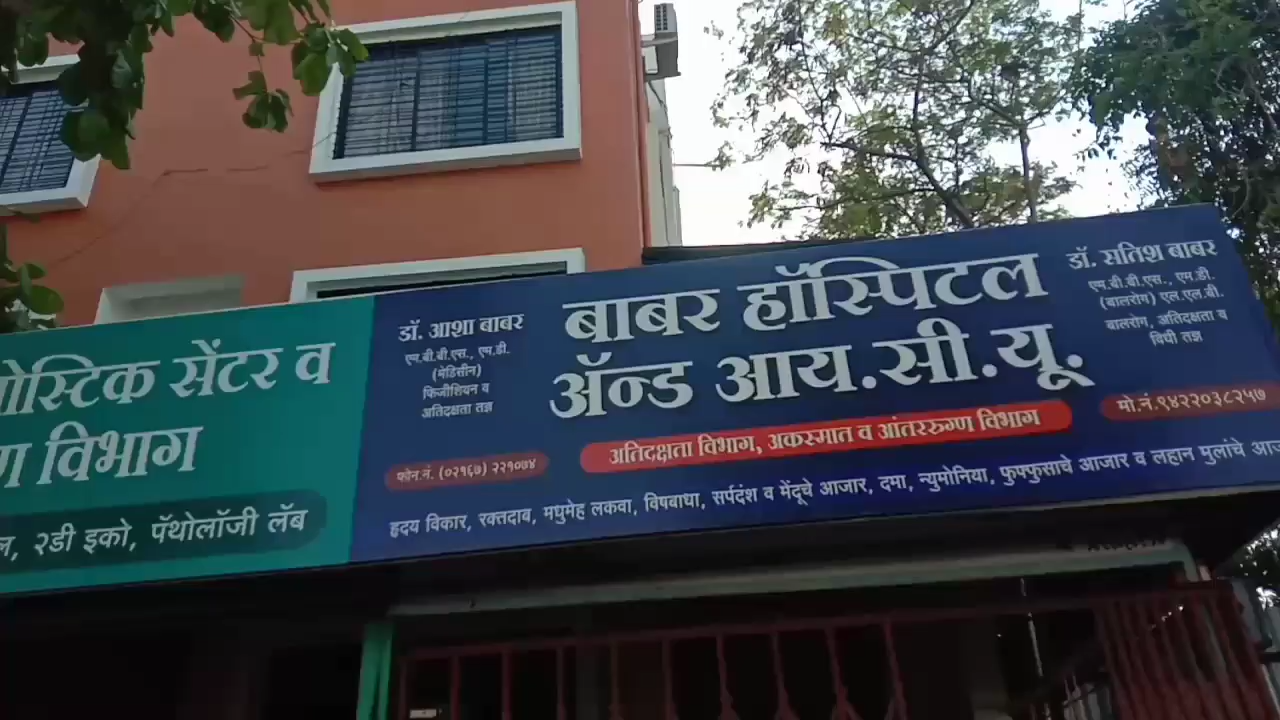 सेंटर व
विभाग
२डी इको, पॅथोलॉजी लॅब
डॉ. आशा बाबर
एम.बी.बी.एस., एम.डी.
(मेडिसीन)
फिजीशियन व
अतिदक्षता तज्ञ
फोन.नं. (०२१६७) २२१०७४
बाबर हॉस्पिटल
ॲन्ड आय.सी.यू.
अतिदक्षता विभाग, अकस्मात व आंतररुग्ण विभाग
डॉ. सतिश बाबर
एम.बी.बी.एस., एम.डी.
(बालरोग) एल.एल.बी.
बालरोग, अतिदक्षता व
विधी तज्ञ
मो.नं.९४२२०३८२५७
हृदय विकार, रक्तदाब, मधुमेह लकवा, विषबाधा, सर्पदंश व मेंदूचे आजार, दमा, न्युमोनिया, फुफ्फुसाचे आजार व लहान मुलांचे